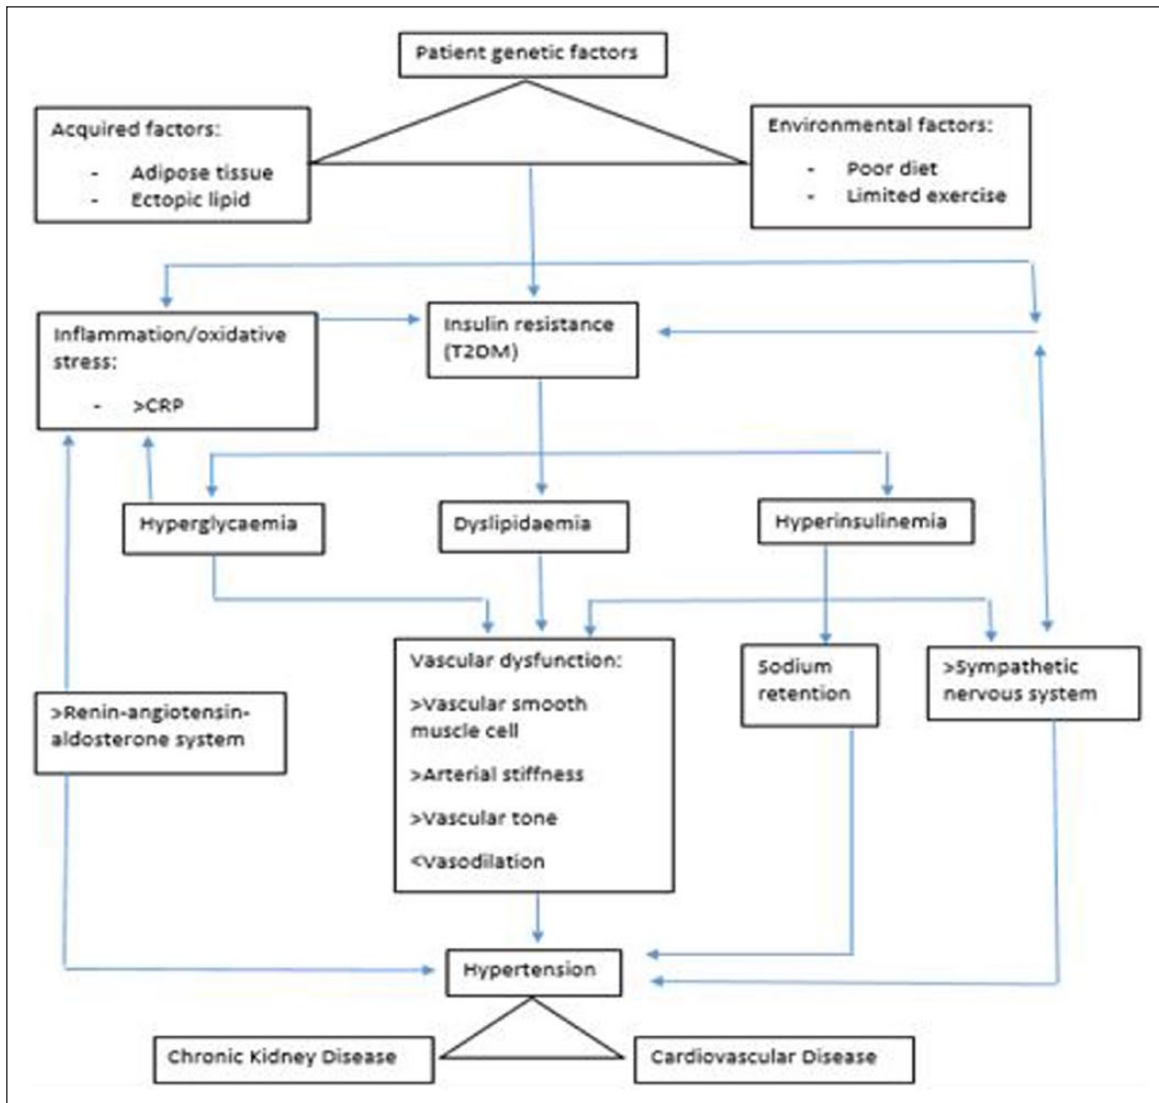 Patient genetic factors
Acquired factors:
- Adipose tissue
- Ectopic lipid
Environmental factors:
- Poor diet
- Limited exercise
Inflammation/oxidative
stress:
- >CRP
Insulin resistance
(T2DM)
Hyperglycaemia
Dyslipidaemia
Hyperinsulinemia
>Renin-angiotensin-
aldosterone system
Vascular dysfunction:
>Vascular smooth
muscle cell
>Arterial stiffness
>Vascular tone
<Vasodilation
Sodium
retention
>Sympathetic
nervous system
Hypertension
Chronic Kidney Disease
Cardiovascular Disease